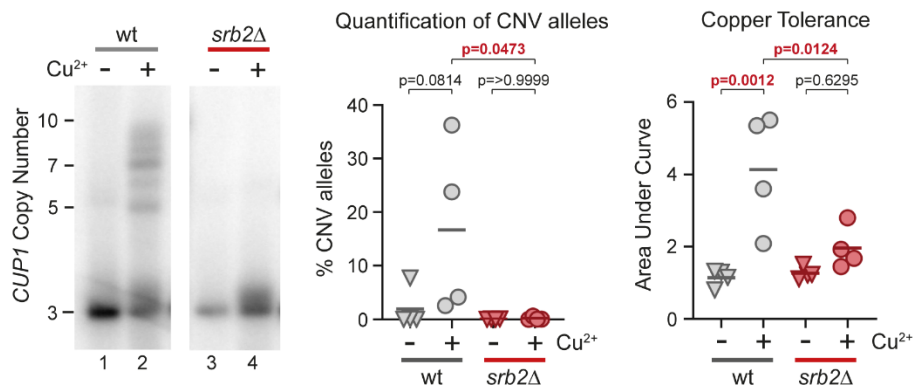 wt srb2Δ
Cu²⁺ - + - +
CUP1 Copy Number
10
7
5
3
1 2 3 4
Quantification of CNV alleles
p=0.0473
p=0.0814 p=>0.9999
% CNV alleles
40
30
20
10
0
- + - + Cu²⁺
wt srb2Δ
Copper Tolerance
p=0.0124
p=0.0012 p=0.6295
Area Under Curve
6
4
2
0
- + - + Cu²⁺
wt srb2Δ